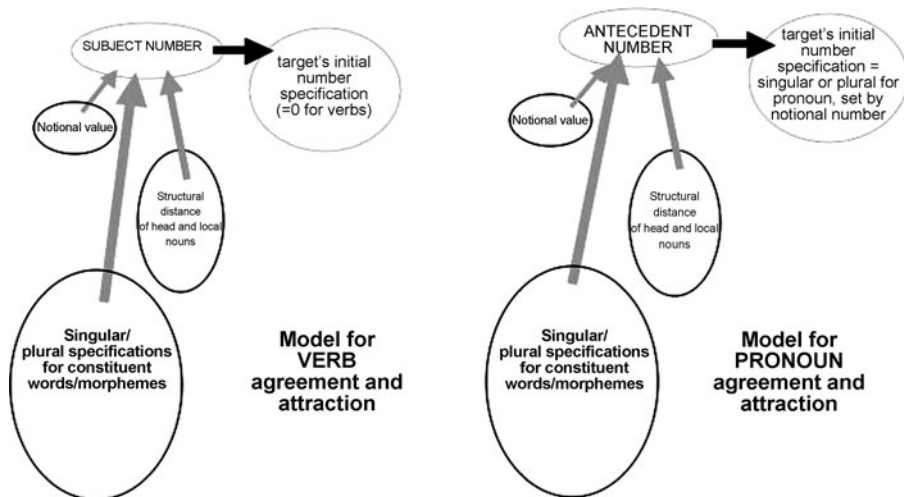 SUBJECT NUMBER
target's initial
number
specification
(=0 for verbs)
Notional value
Structural
distance
of head and local
nouns
Singular/
plural specifications
for constituent
words/morphemes
Model for
VERB
agreement and
attraction
ANTECEDENT
NUMBER
target's initial
number
specification =
singular or plural for
pronoun, set by
notional number
Notional value
Structural
distance
of head and local
nouns
Singular/
plural specifications
for constituent
words/morphemes
Model for
PRONOUN
agreement and
attraction